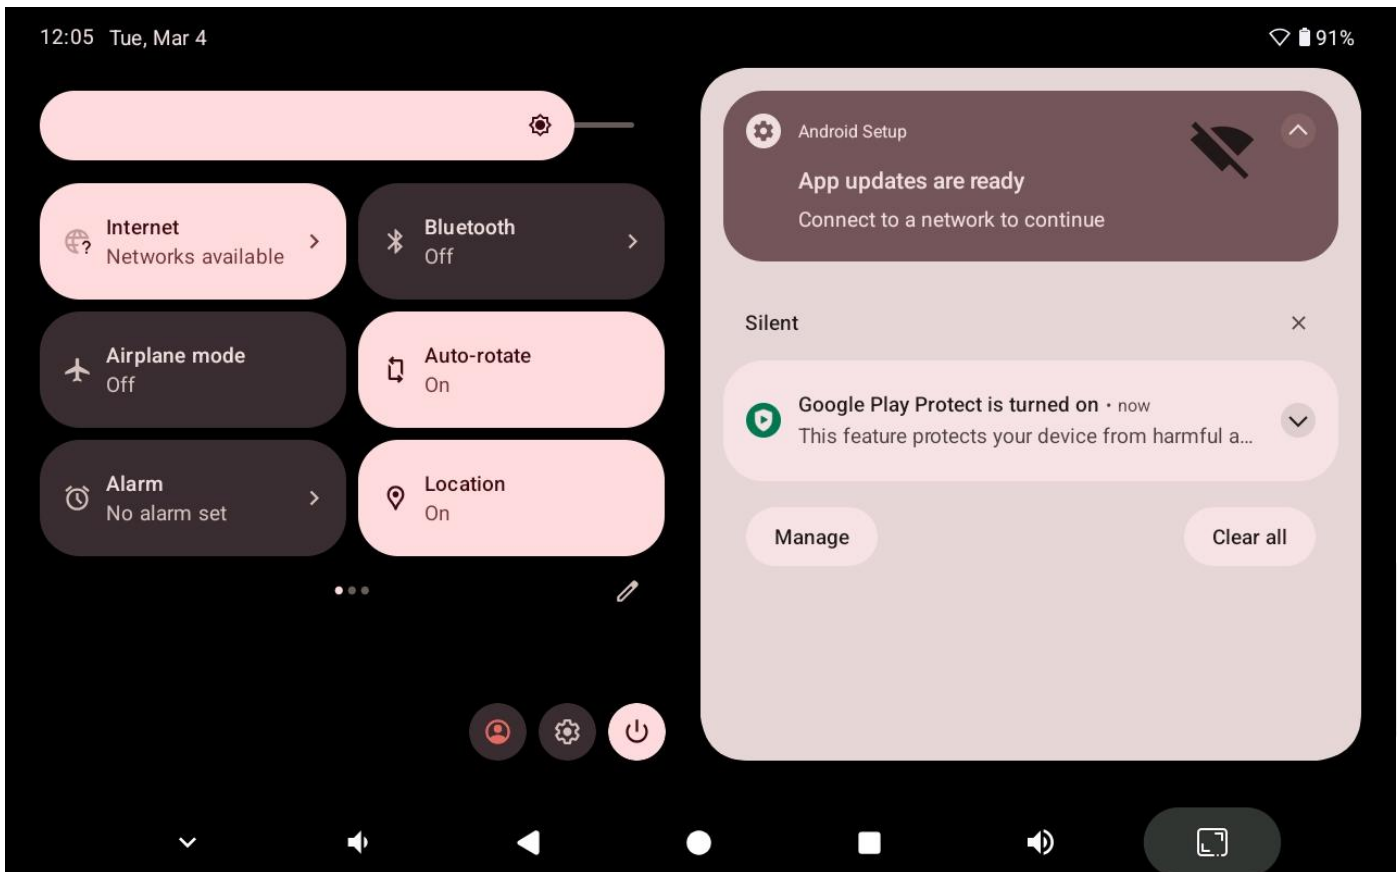 12:05 Tue, Mar 4
91%
Internet
Networks available
Bluetooth
Off
Airplane mode
Off
Auto-rotate
On
Alarm
No alarm set
Location
On
Android Setup
App updates are ready
Connect to a network to continue
Silent
Google Play Protect is turned on • now
This feature protects your device from harmful a...
Manage
Clear all